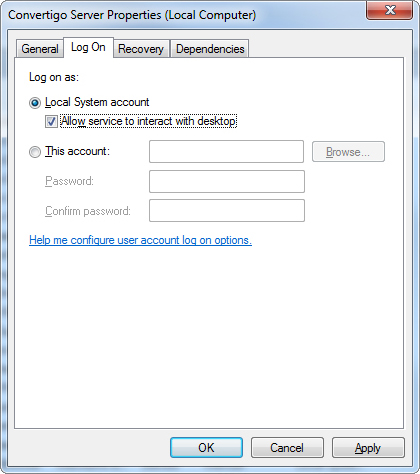 Convertigo Server Properties (Local Computer)
General Log On Recovery Dependencies
Log on as:
Local System account
Allow service to interact with desktop
This account: Browse...
Password:
Confirm password:
Help me configure user account log on options.
OK Cancel Apply